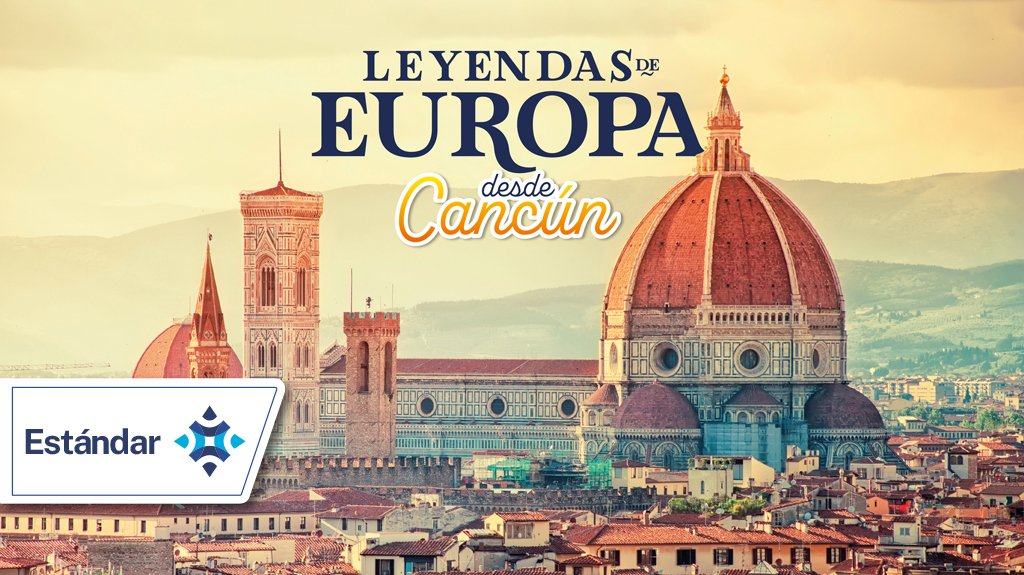 LEYENDAS DE
EUROPA
desde
Cancún
Estándar